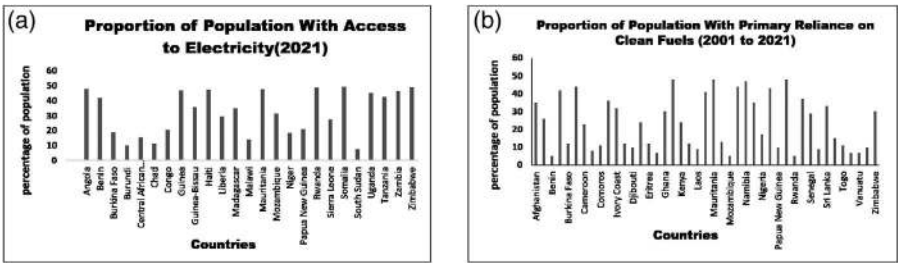 (a)
Proportion of Population With Access
to Electricity(2021)
percentage of population
60
50
40
30
20
10
0
Angola
Benin
Burkina Faso
Burundi
Central African...
Chad
Congo
Guinea
Guinea-Bissau
Haiti
Liberia
Madagascar
Malawi
Mauritania
Mozambique
Niger
Papua New Guinea
Rwanda
Sierra Leone
Somalia
South Sudan
Uganda
Tanzania
Zambia
Zimbabwe
Countries
(b)
Proportion of Population With Primary Reliance on
Clean Fuels (2001 to 2021)
percentage of population
60
50
40
30
20
10
0
Afghanistan
Benin
Burkina Faso
Cameroon
Comoros
Ivory Coast
Djibouti
Eritrea
Ghana
Kenya
Laos
Mauritania
Mozambique
Namibia
Nigeria
Papua New Guinea
Rwanda
Senegal
Sri Lanka
Togo
Vanuatu
Zimbabwe
Countries